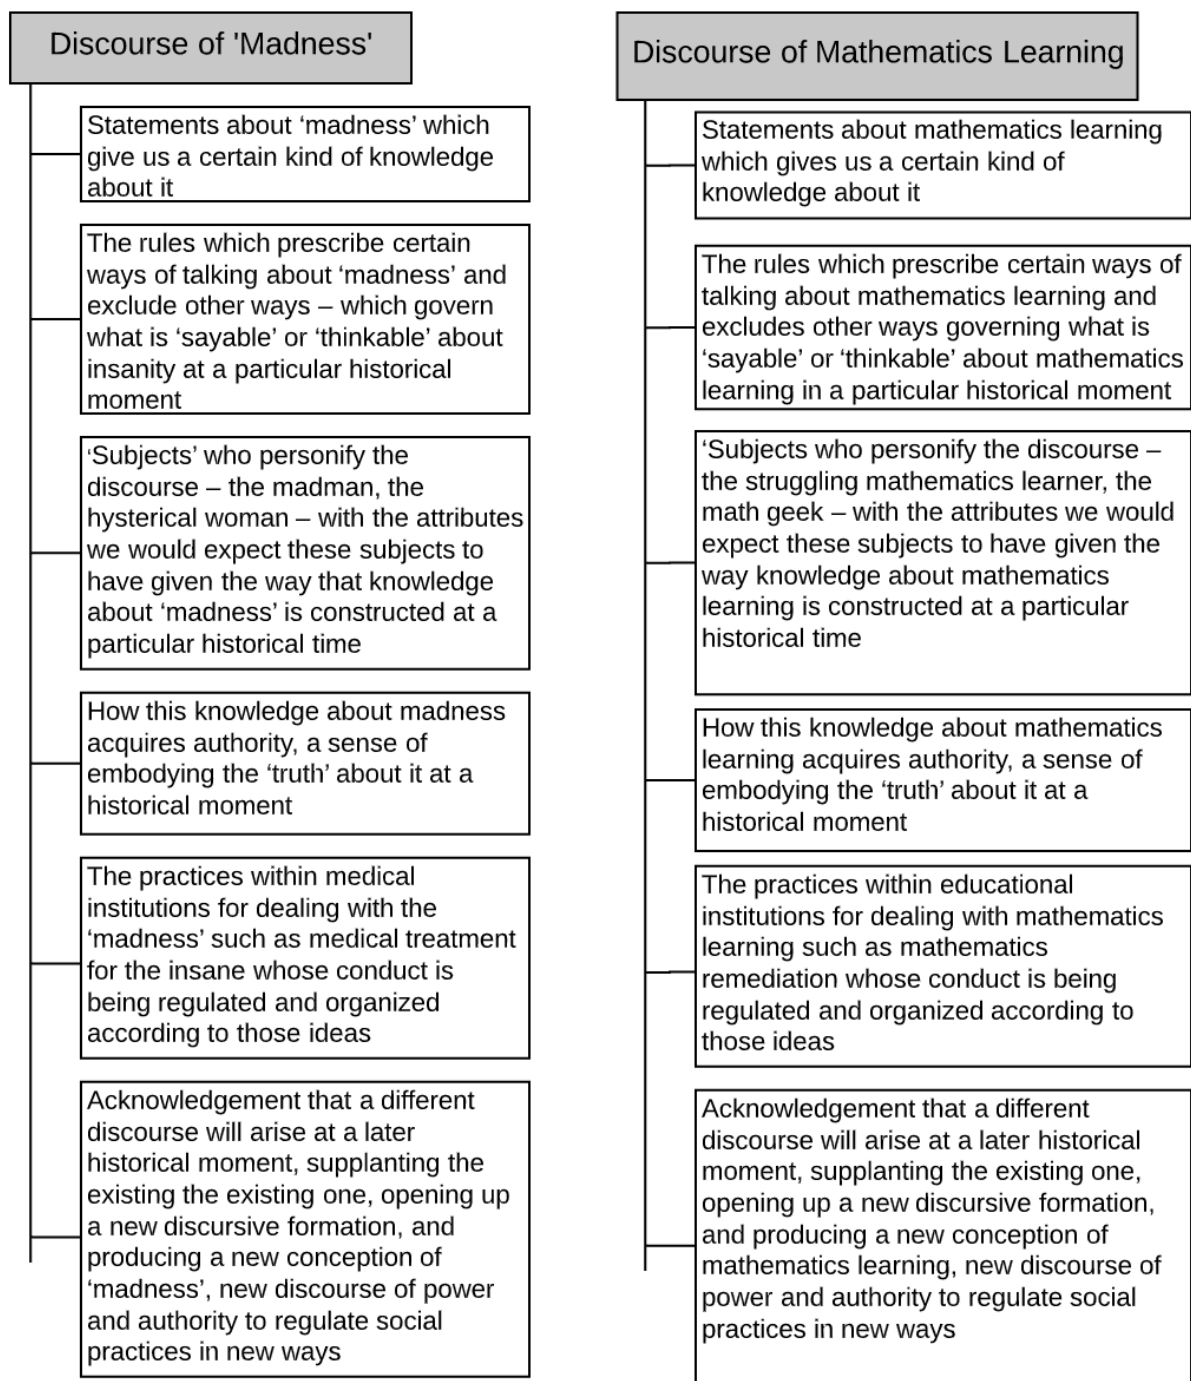 Discourse of 'Madness'
Statements about ‘madness’ which
give us a certain kind of knowledge
about it
The rules which prescribe certain
ways of talking about ‘madness’ and
exclude other ways – which govern
what is ‘sayable’ or ‘thinkable’ about
insanity at a particular historical
moment
‘Subjects’ who personify the
discourse – the madman, the
hysterical woman – with the attributes
we would expect these subjects to
have given the way that knowledge
about ‘madness’ is constructed at a
particular historical time
How this knowledge about madness
acquires authority, a sense of
embodying the ‘truth’ about it at a
historical moment
The practices within medical
institutions for dealing with the
‘madness’ such as medical treatment
for the insane whose conduct is
being regulated and organized
according to those ideas
Acknowledgement that a different
discourse will arise at a later
historical moment, supplanting the
existing the existing one, opening up
a new discursive formation, and
producing a new conception of
‘madness’, new discourse of power
and authority to regulate social
practices in new ways
Discourse of Mathematics Learning
Statements about mathematics learning
which gives us a certain kind of
knowledge about it
The rules which prescribe certain ways of
talking about mathematics learning and
excludes other ways governing what is
‘sayable’ or ‘thinkable’ about mathematics
learning in a particular historical moment
‘Subjects who personify the discourse –
the struggling mathematics learner, the
math geek – with the attributes we would
expect these subjects to have given the
way knowledge about mathematics
learning is constructed at a particular
historical time
How this knowledge about mathematics
learning acquires authority, a sense of
embodying the ‘truth’ about it at a
historical moment
The practices within educational
institutions for dealing with mathematics
learning such as mathematics
remediation whose conduct is being
regulated and organized according to
those ideas
Acknowledgement that a different
discourse will arise at a later historical
moment, supplanting the existing one,
opening up a new discursive formation,
and producing a new conception of
mathematics learning, new discourse of
power and authority to regulate social
practices in new ways